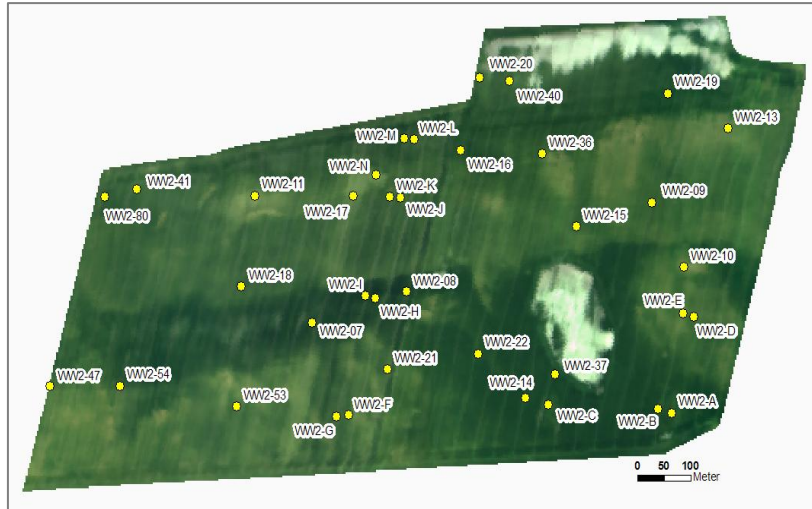 WW2-20
WW2-40
WW2-19
WW2-13
WW2-M
WW2-L
WW2-16
WW2-36
WW2-N
WW2-41
WW2-11
WW2-K
WW2-80
WW2-17
WW2-J
WW2-09
WW2-15
WW2-10
WW2-18
WW2-I
WW2-08
WW2-E
WW2-H
WW2-D
WW2-07
WW2-22
WW2-21
WW2-37
WW2-47
WW2-54
WW2-53
WW2-14
WW2-F
WW2-C
WW2-A
WW2-G
WW2-B
0 50 100
Meter